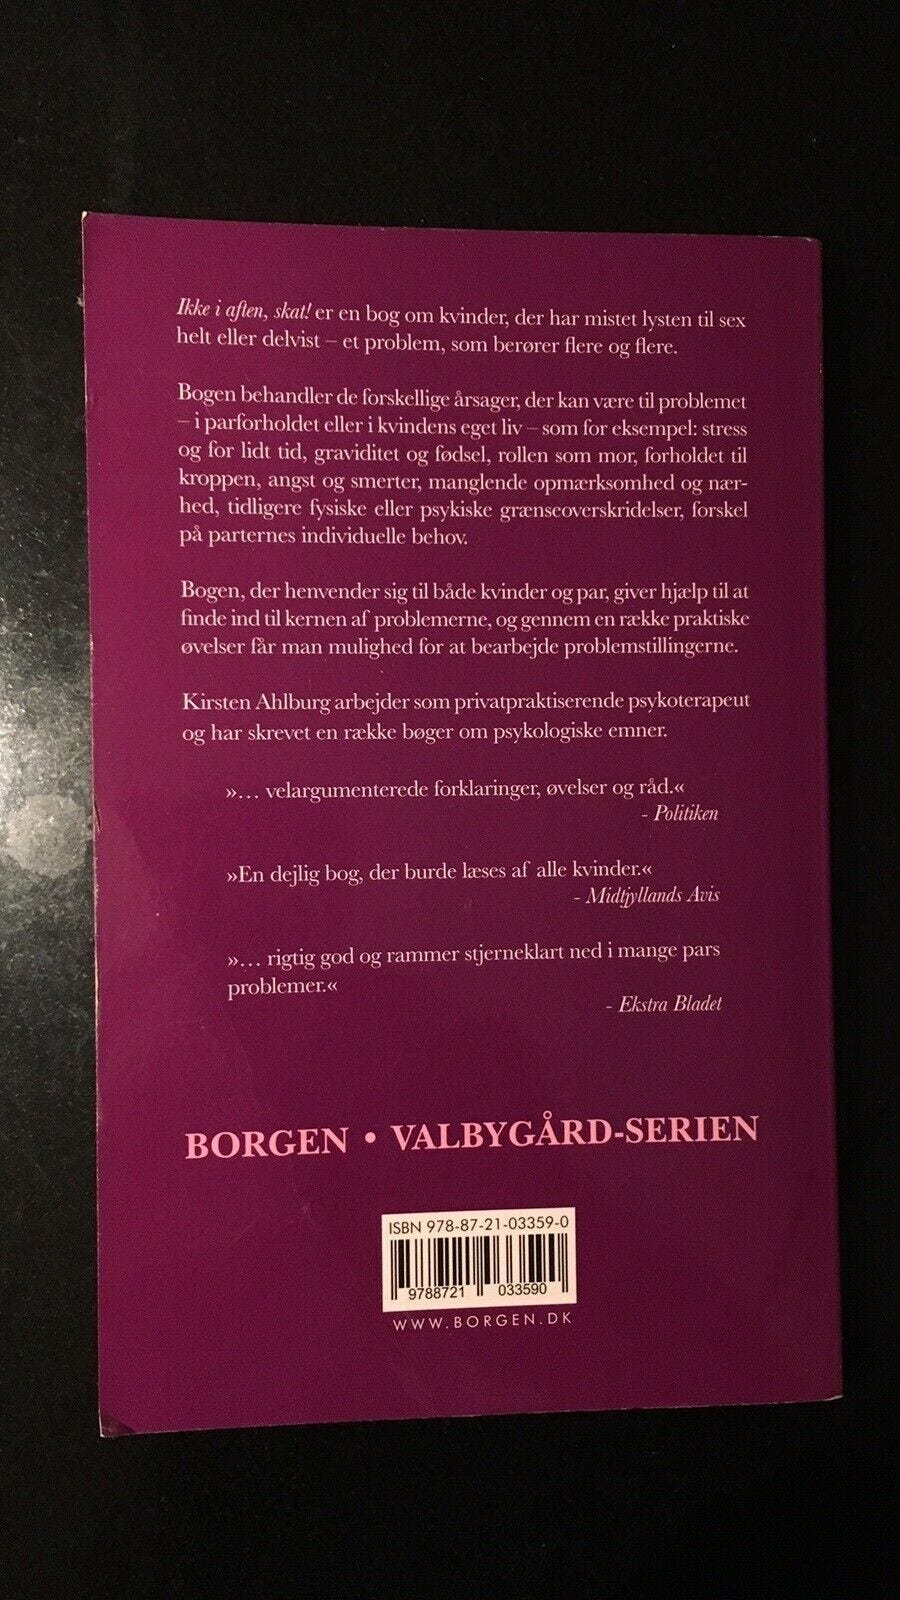 Ikke i aften, skat! er en bog om kvinder, der har mistet lysten til sex
helt eller delvist – et problem, som berører flere og flere.
Bogen behandler de forskellige årsager, der kan være til problemet
– i parforholdet eller i kvindens eget liv – som for eksempel: stress
og for lidt tid, graviditet og fødsel, rollen som mor, forholdet til
kroppen, angst og smerter, manglende opmærksomhed og nær-
hed, tidligere fysiske eller psykiske grænseoverskridelser, forskel
på parternes individuelle behov.
Bogen, der henvender sig til både kvinder og par, giver hjælp til at
finde ind til kernen af problemerne, og gennem en række praktiske
øvelser får man mulighed for at bearbejde problemstillingerne.
Kirsten Ahlburg arbejder som privatpraktiserende psykoterapeut
og har skrevet en række bøger om psykologiske emner.
»… velargumenterede forklaringer, øvelser og råd.«
- Politiken
»En dejlig bog, der burde læses af alle kvinder.«
- Midtjyllands Avis
»… rigtig god og rammer stjerneklart ned i mange pars
problemer.«
- Ekstra Bladet
BORGEN • VALBYGÅRD-SERIEN
ISBN 978-87-21-03359-0
9788721 033590
WWW.BORGEN.DK